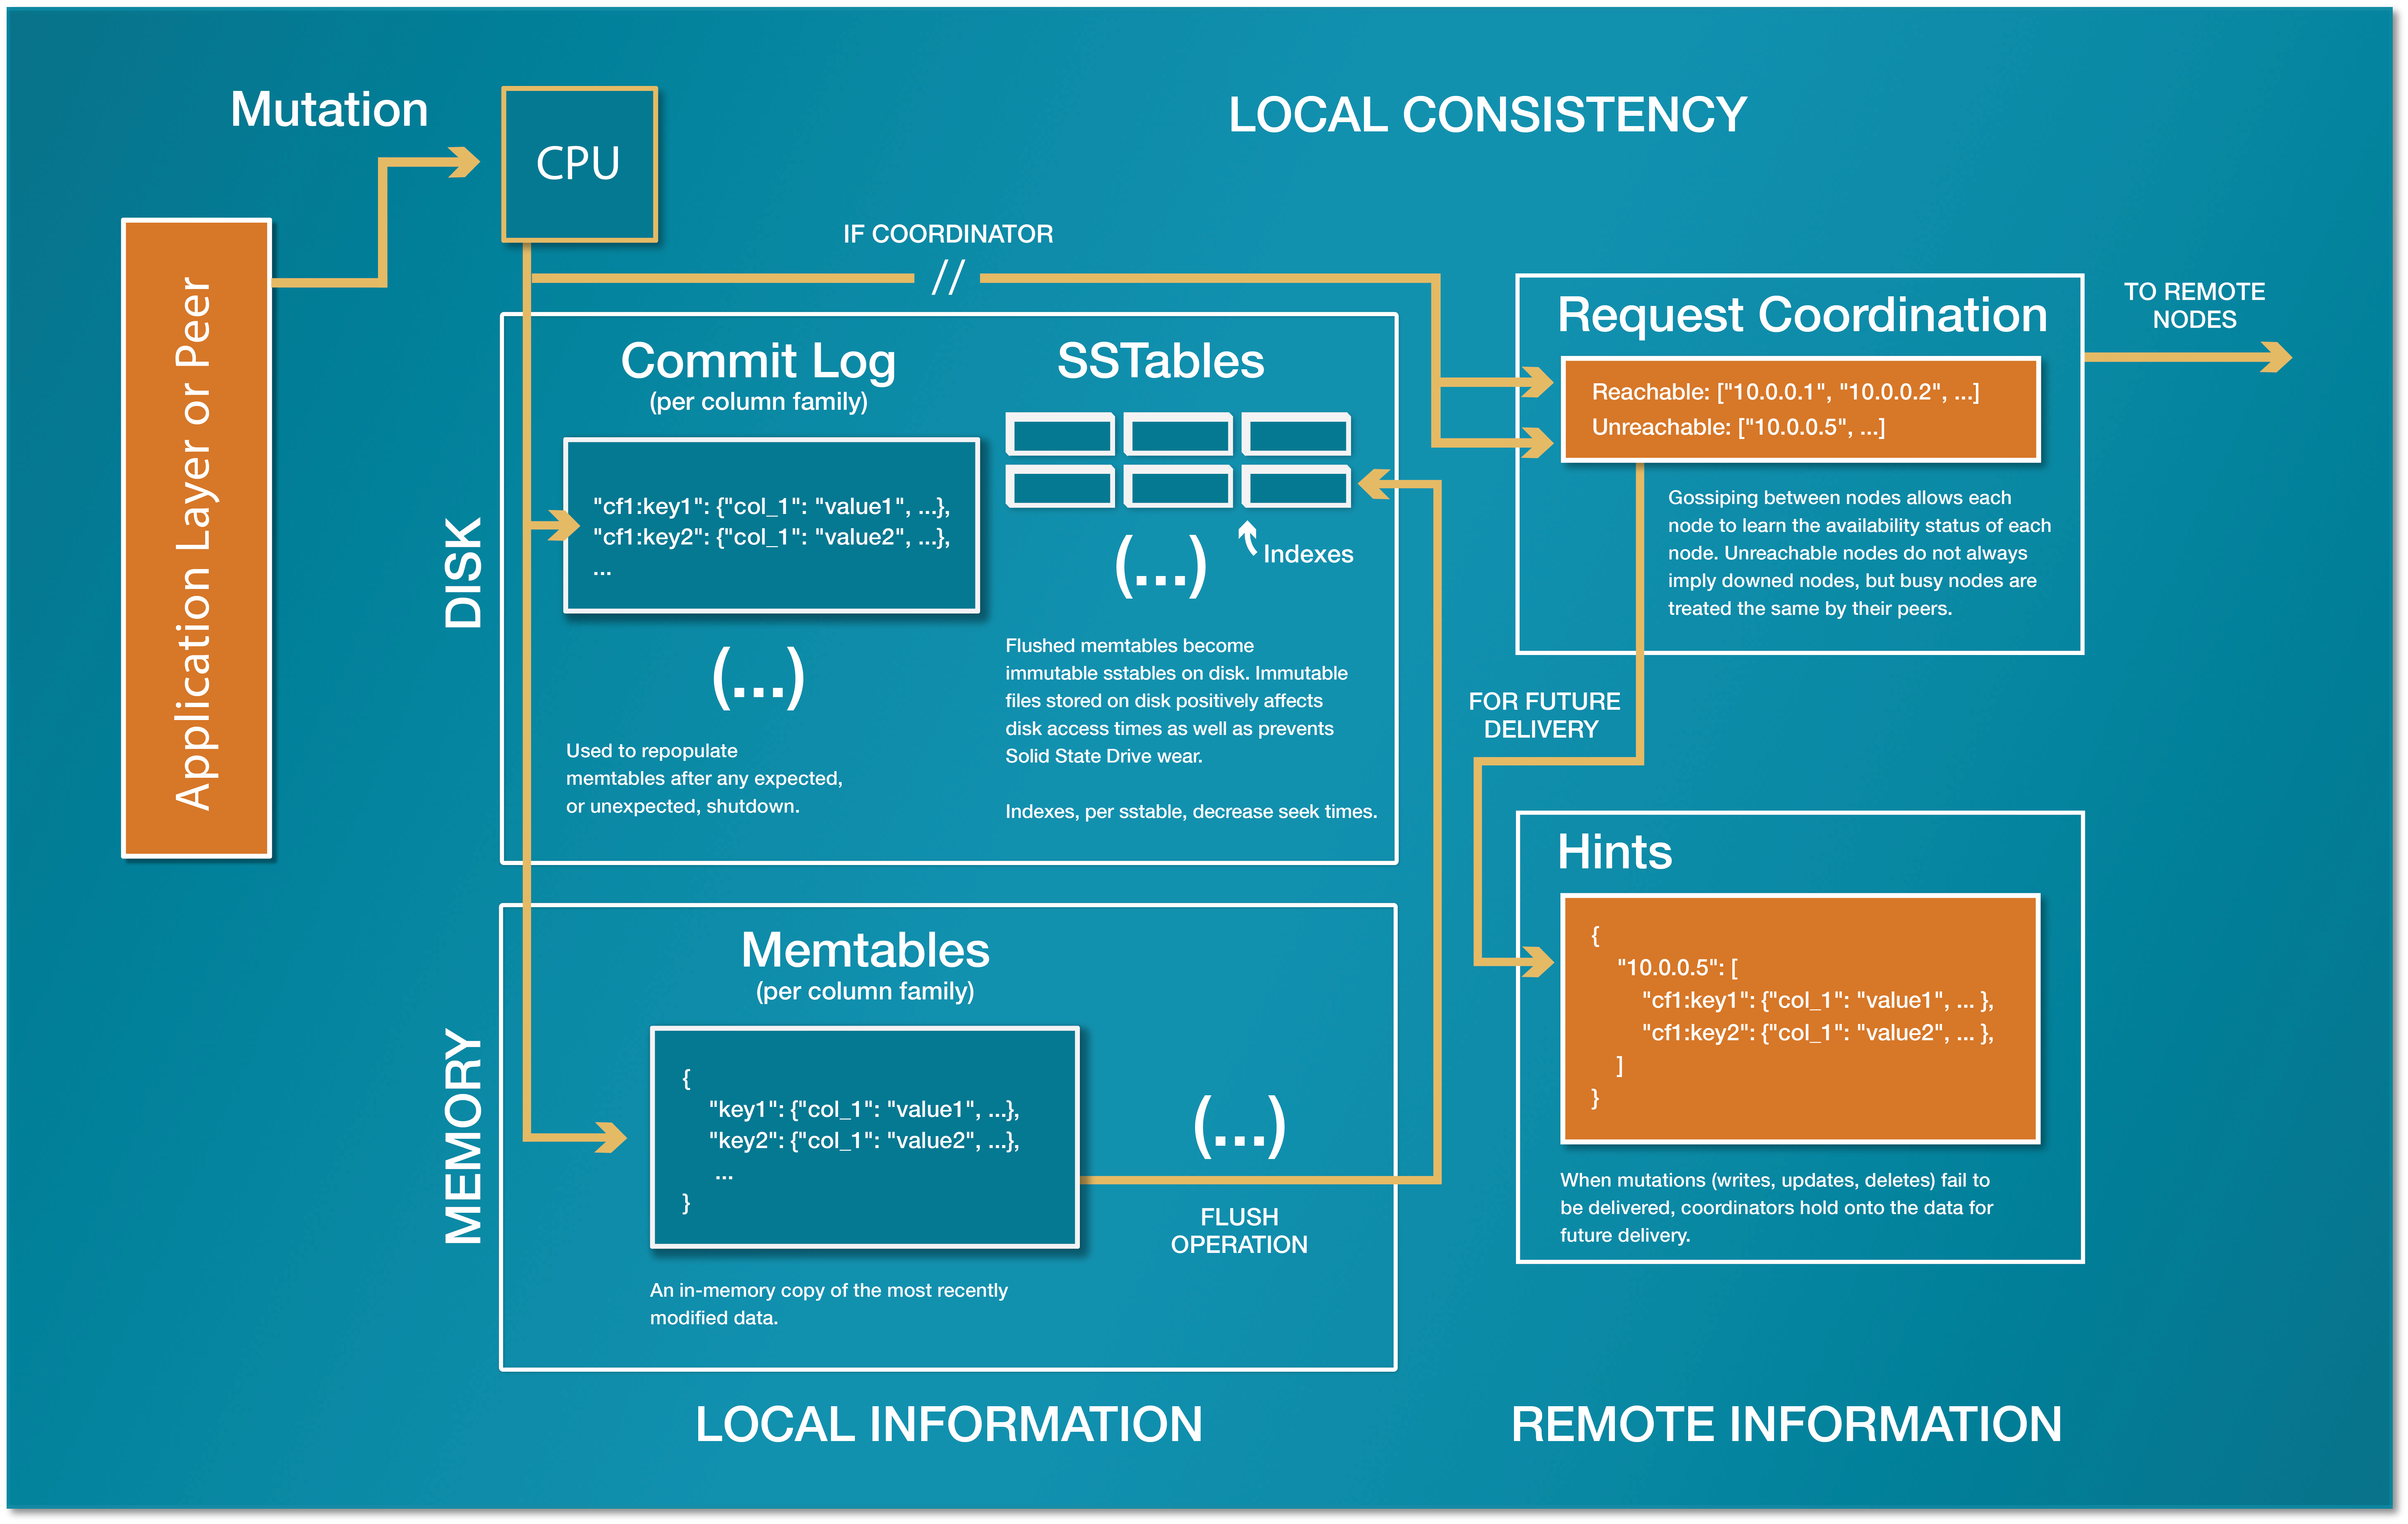 Mutation
CPU
LOCAL CONSISTENCY
Application Layer or Peer
IF COORDINATOR
//
DISK
Commit Log
(per column family)
"cf1:key1": {"col_1": "value1", ...},
"cf1:key2": {"col_1": "value2", ...},
...
(...)
Used to repopulate
memtables after any expected,
or unexpected, shutdown.
SSTables
(...)
Indexes
Flushed memtables become
immutable sstables on disk. Immutable
files stored on disk positively affects
disk access times as well as prevents
Solid State Drive wear.
Indexes, per sstable, decrease seek times.
Request Coordination
Reachable: ["10.0.0.1", "10.0.0.2", ...]
Unreachable: ["10.0.0.5", ...]
Gossiping between nodes allows each
node to learn the availability status of each
node. Unreachable nodes do not always
imply downed nodes, but busy nodes are
treated the same by their peers.
TO REMOTE
NODES
FOR FUTURE
DELIVERY
MEMORY
Memtables
(per column family)
{
"key1": {"col_1": "value1", ...},
"key2": {"col_1": "value2", ...},
...
}
An in-memory copy of the most recently
modified data.
(...)
FLUSH
OPERATION
Hints
{
"10.0.0.5": [
"cf1:key1": {"col_1": "value1", ... },
"cf1:key2": {"col_1": "value2", ... },
]
}
When mutations (writes, updates, deletes) fail to
be delivered, coordinators hold onto the data for
future delivery.
LOCAL INFORMATION
REMOTE INFORMATION